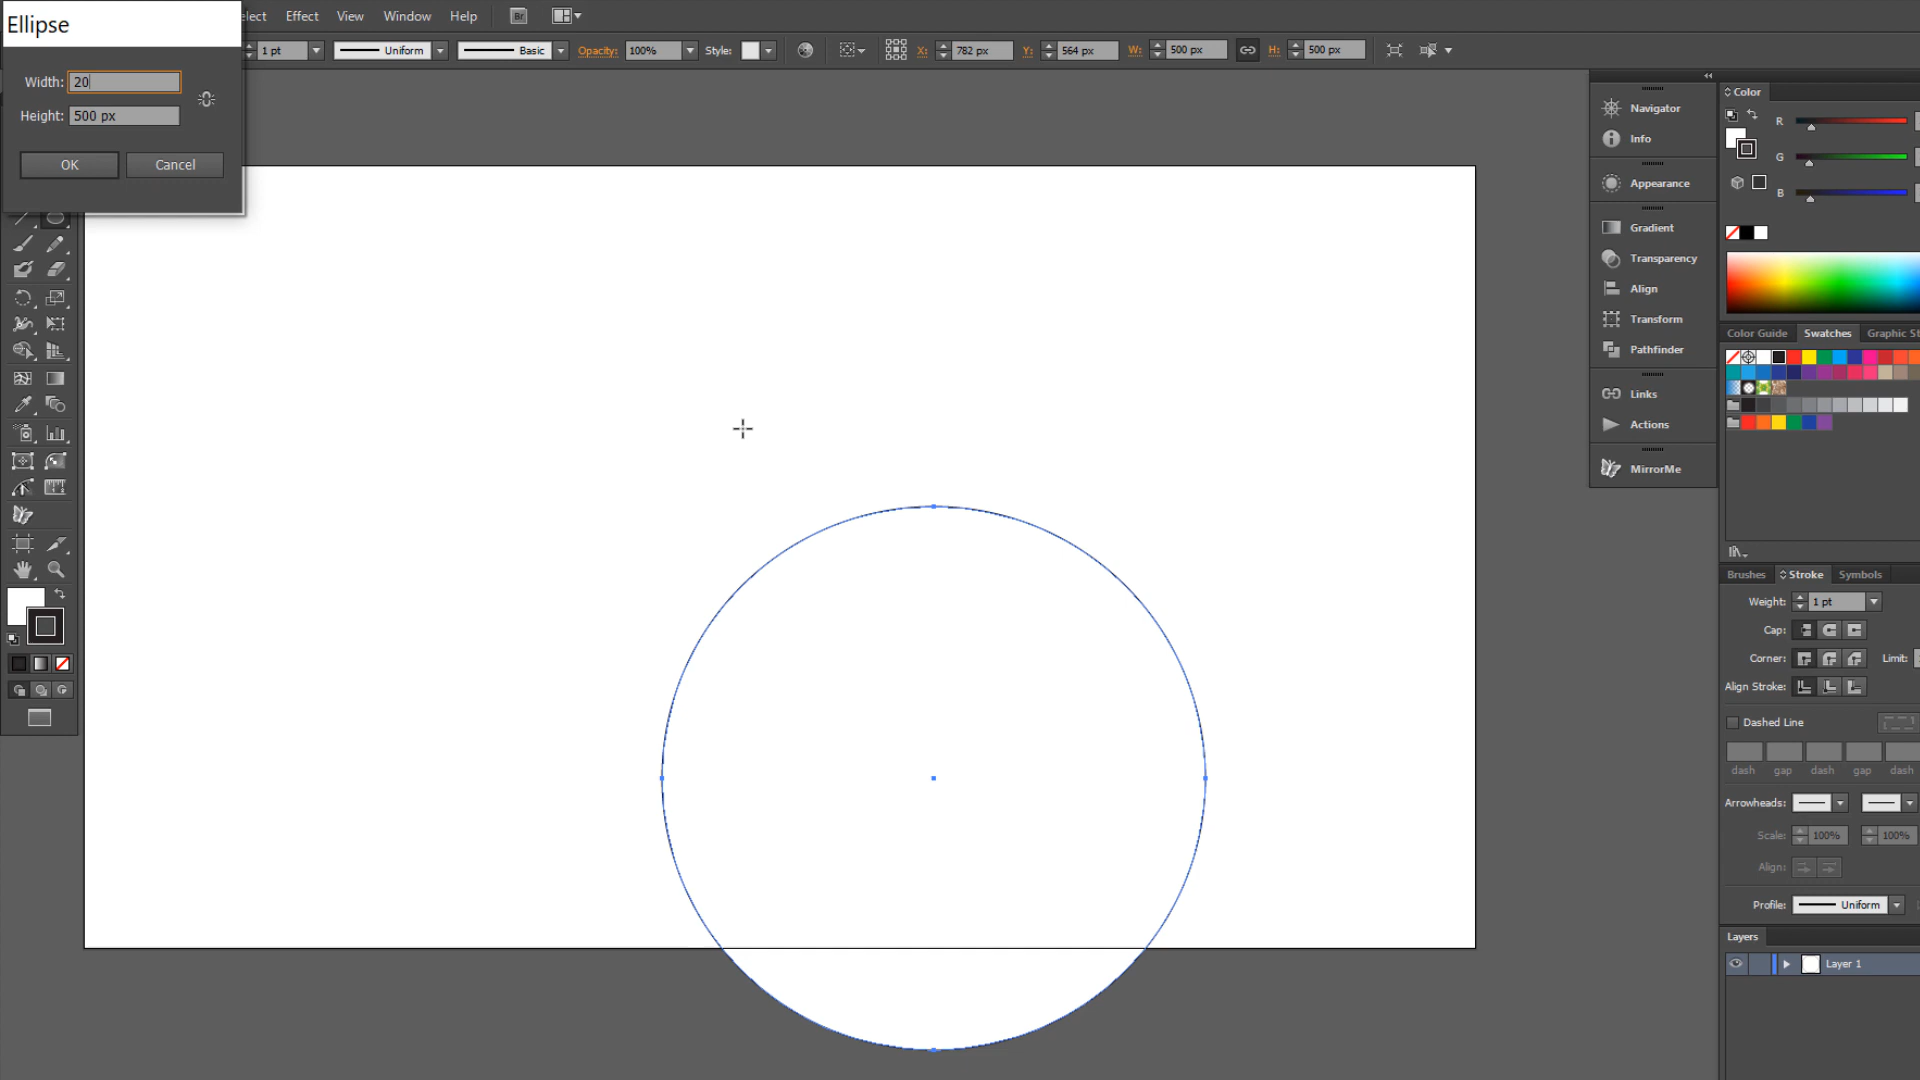 Ellipse
Width: 20
Height: 500 px
OK Cancel
elect Effect View Window Help Br
1 pt Uniform Basic Opacity: 100% Style: X: 782 px Y: 564 px W: 500 px H: 500 px
Navigator
Info
Appearance
Gradient
Transparency
Align
Transform
Pathfinder
Links
Actions
MirrorMe
Color
R
G
B
Color Guide Swatches Graphic St
Brushes Stroke Symbols
Weight: 1 pt
Cap:
Corner: Limit:
Align Stroke:
Dashed Line
dash gap dash gap dash
Arrowheads:
Scale: 100% 100%
Align:
Profile: Uniform
Layers
Layer 1